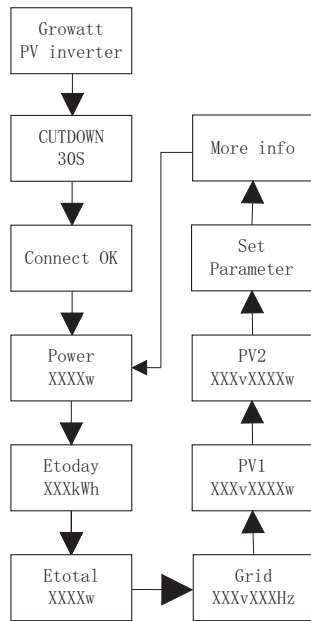 Growatt
PV inverter
CUTDOWN
30S
Connect OK
Power
XXXXw
Etoday
XXXkWh
Etotal
XXXXw
Grid
XXXvXXXHz
PV1
XXXvXXXXw
PV2
XXXvXXXXw
Set
Parameter
More info